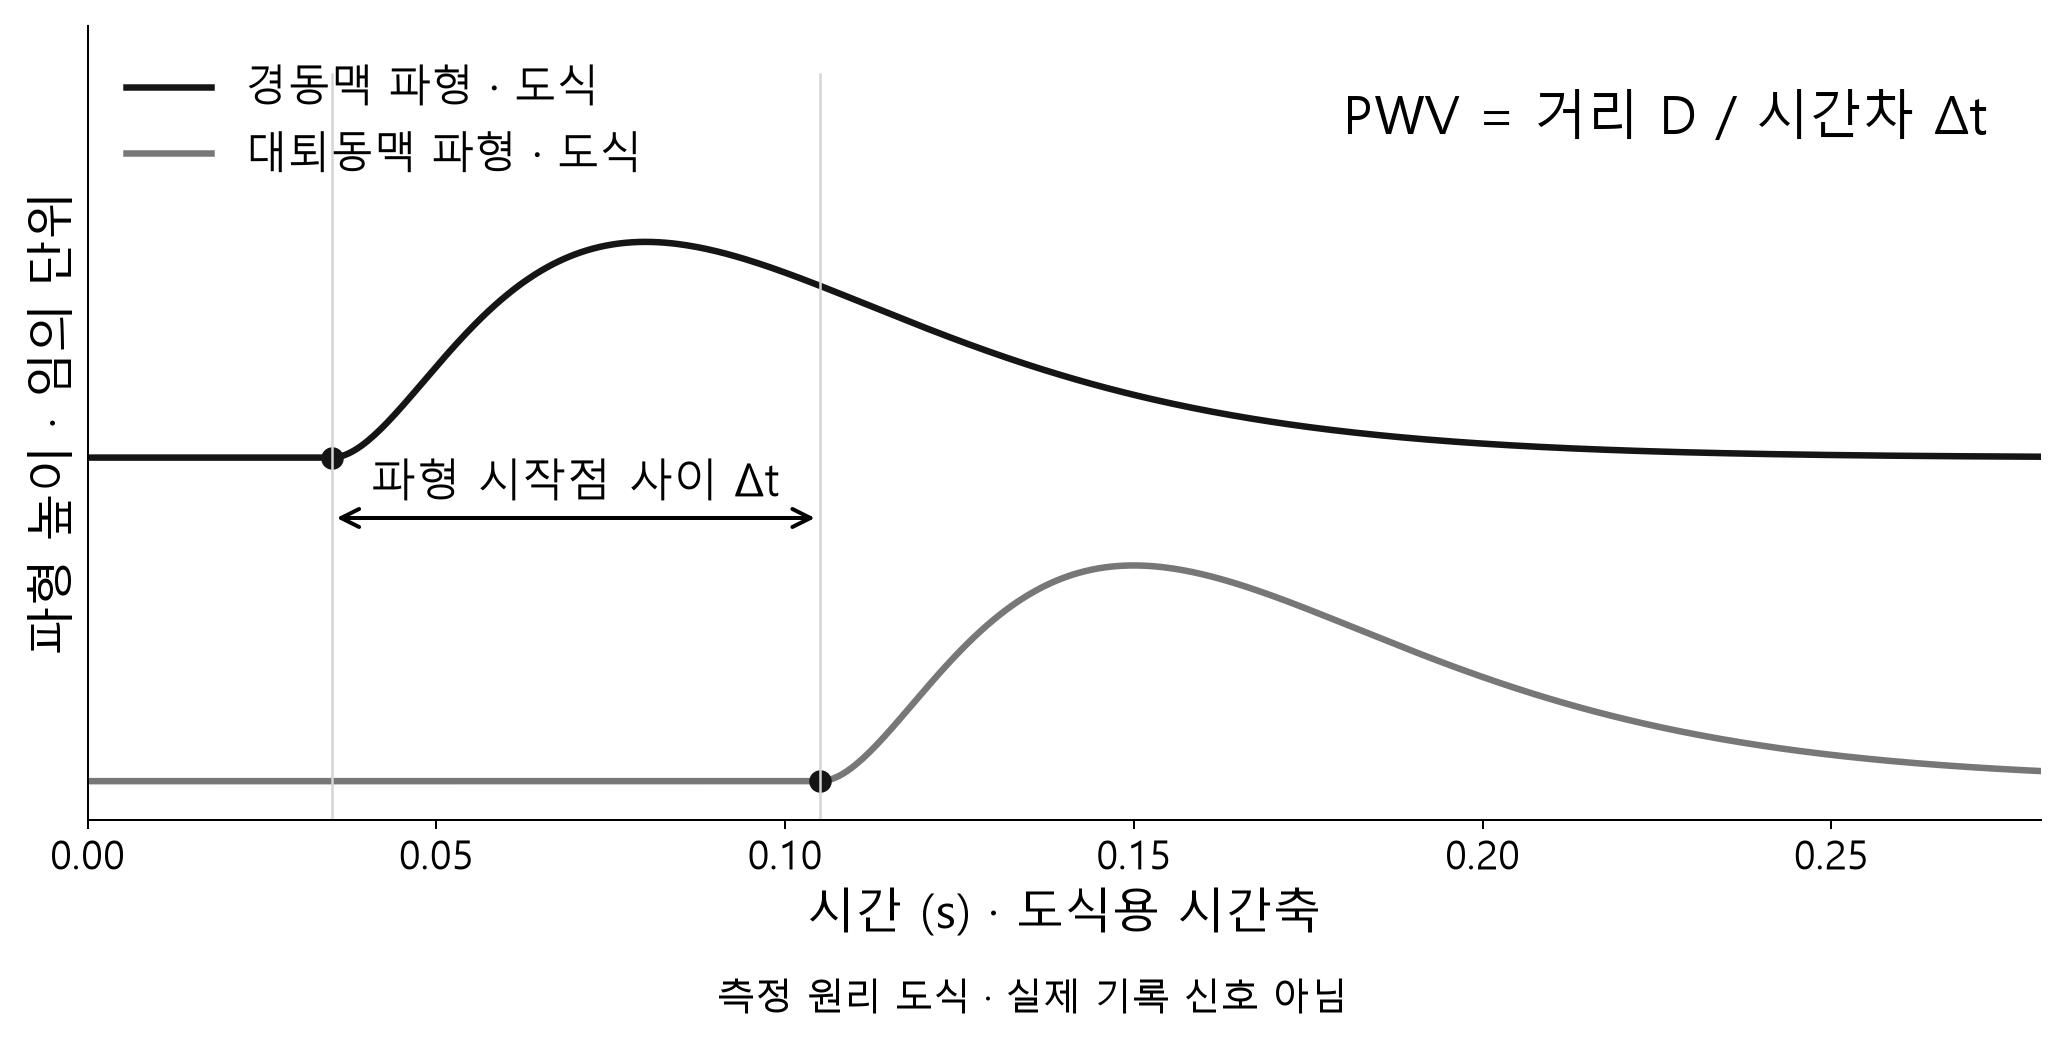 경동맥 파형 · 도식
대퇴동맥 파형 · 도식
PWV = 거리 D / 시간차 Δt
파형 높이 · 임의 단위
파형 시작점 사이 Δt
0.00 0.05 0.10 0.15 0.20 0.25
시간 (s) · 도식용 시간축
측정 원리 도식 · 실제 기록 신호 아님